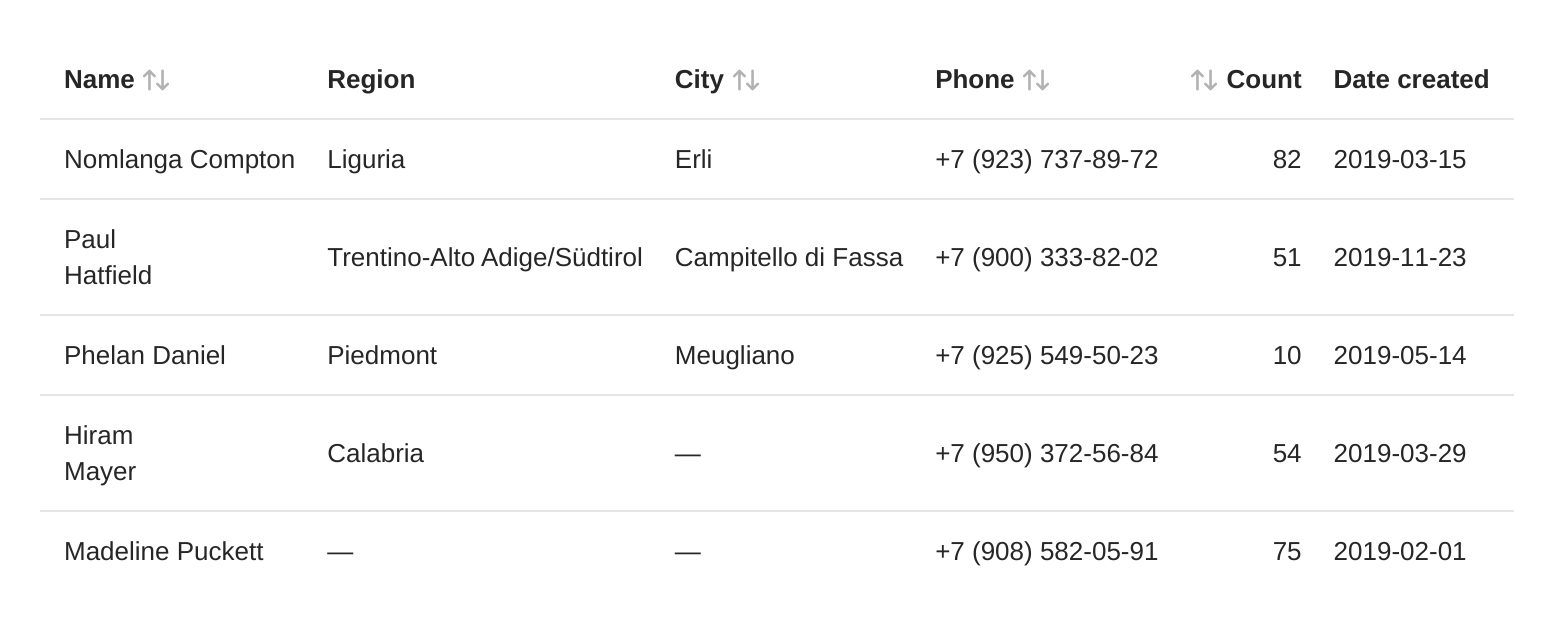 Name Region City Phone Count Date created
Nomlanga Compton Liguria Erli +7 (923) 737-89-72 82 2019-03-15
Paul
Hatfield Trentino-Alto Adige/Südtirol Campitello di Fassa +7 (900) 333-82-02 51 2019-11-23
Phelan Daniel Piedmont Meugliano +7 (925) 549-50-23 10 2019-05-14
Hiram
Mayer Calabria — +7 (950) 372-56-84 54 2019-03-29
Madeline Puckett — — +7 (908) 582-05-91 75 2019-02-01